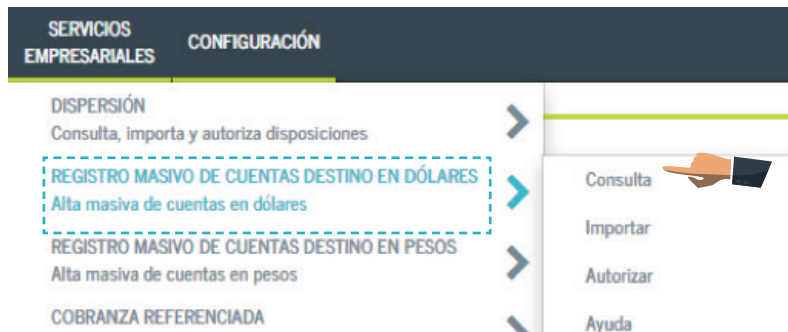 SERVICIOS
EMPRESARIALES
CONFIGURACIÓN
DISPERSIÓN
Consulta, importa y autoriza disposiciones
REGISTRO MASIVO DE CUENTAS DESTINO EN DÓLARES
Alta masiva de cuentas en dólares
REGISTRO MASIVO DE CUENTAS DESTINO EN PESOS
Alta masiva de cuentas en pesos
COBRANZA REFERENCIADA
Consulta
Importar
Autorizar
Ayuda